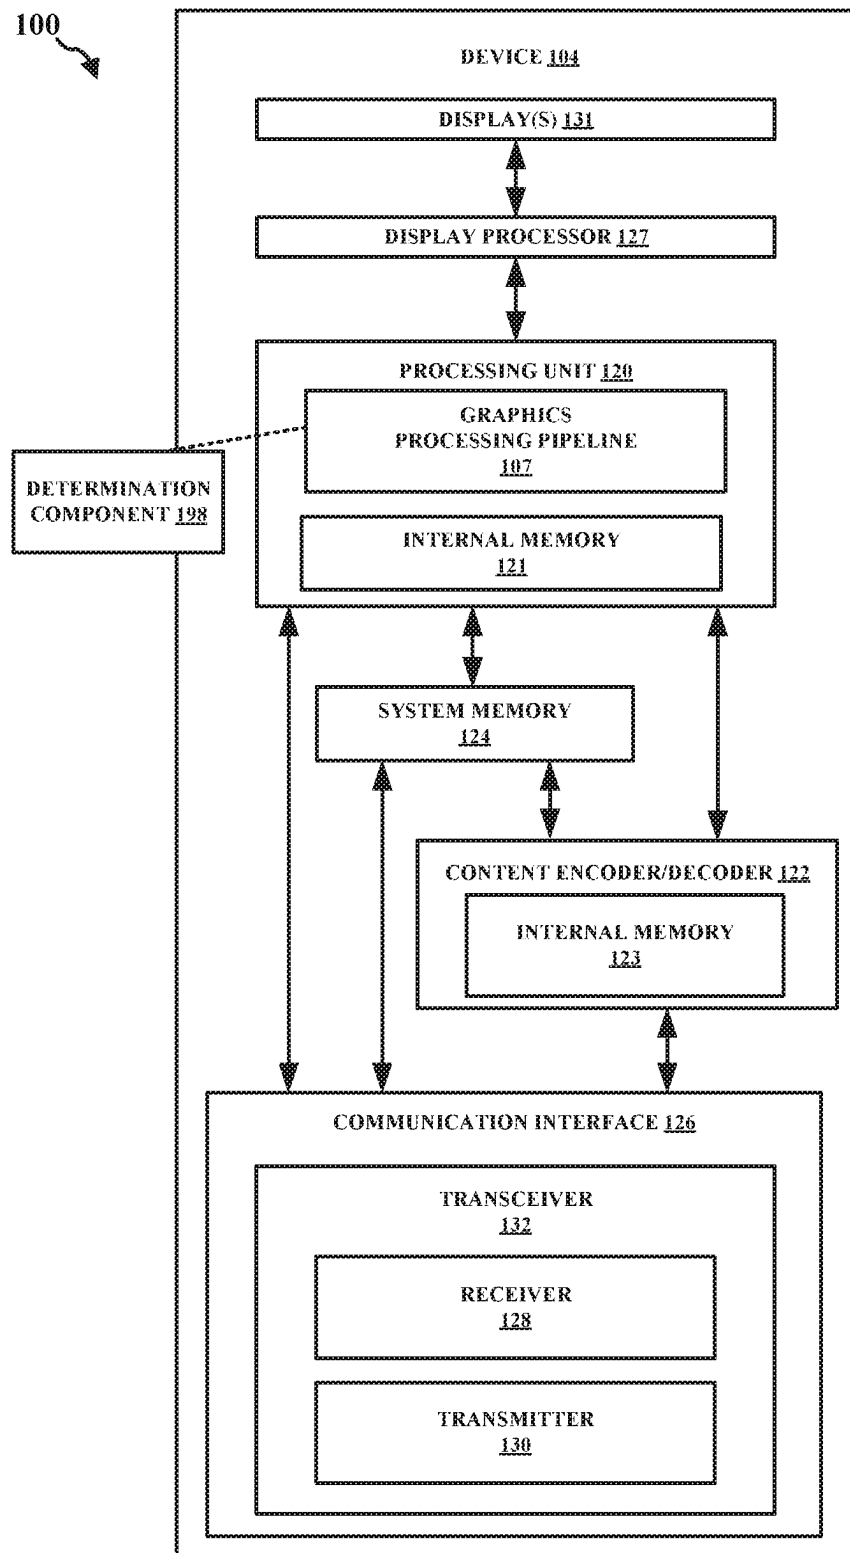 100
DEVICE 104
DISPLAY(S) 131
DISPLAY PROCESSOR 127
PROCESSING UNIT 120
GRAPHICS
PROCESSING PIPELINE
107
DETERMINATION
COMPONENT 198
INTERNAL MEMORY
121
SYSTEM MEMORY
124
CONTENT ENCODER/DECODER 122
INTERNAL MEMORY
123
COMMUNICATION INTERFACE 126
TRANSCEIVER
132
RECEIVER
128
TRANSMITTER
130